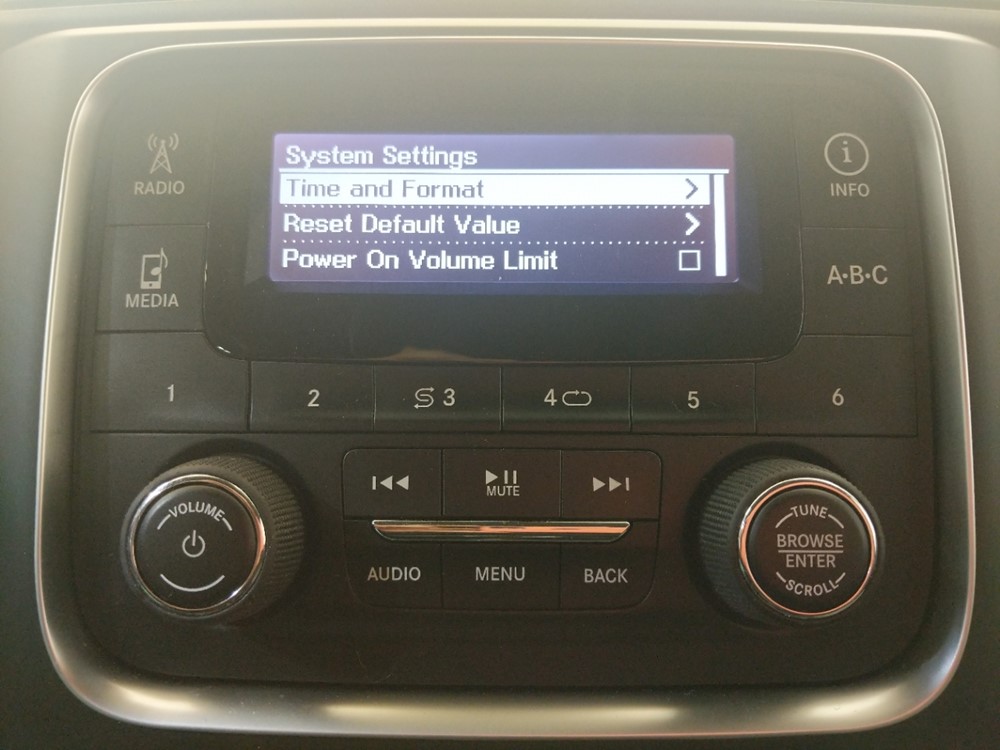 System Settings
Time and Format
Reset Default Value
Power On Volume Limit
RADIO
INFO
MEDIA
A•B•C
1
2
3
4
5
6
MUTE
VOLUME
AUDIO
MENU
BACK
TUNE
BROWSE
ENTER
SCROLL